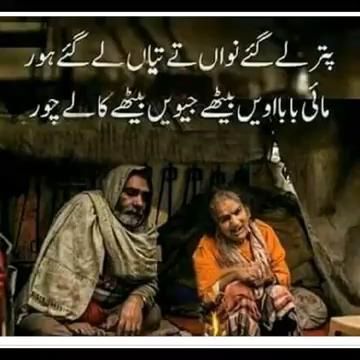 پتر لے گئے نواں تے تیاں لے گئے ہور
مائی بابا اویں بیٹھے جیویں بیٹھے کالے چور